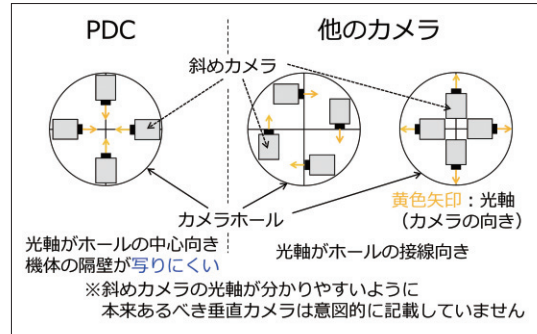 PDC
他のカメラ
斜めカメラ
カメラホール
黄色矢印:光軸
(カメラの向き)
光軸がホールの中心向き
機体の隔壁が写りにくい
光軸がホールの接線向き
※斜めカメラの光軸が分かりやすいように
本来あるべき垂直カメラは意図的に記載していません